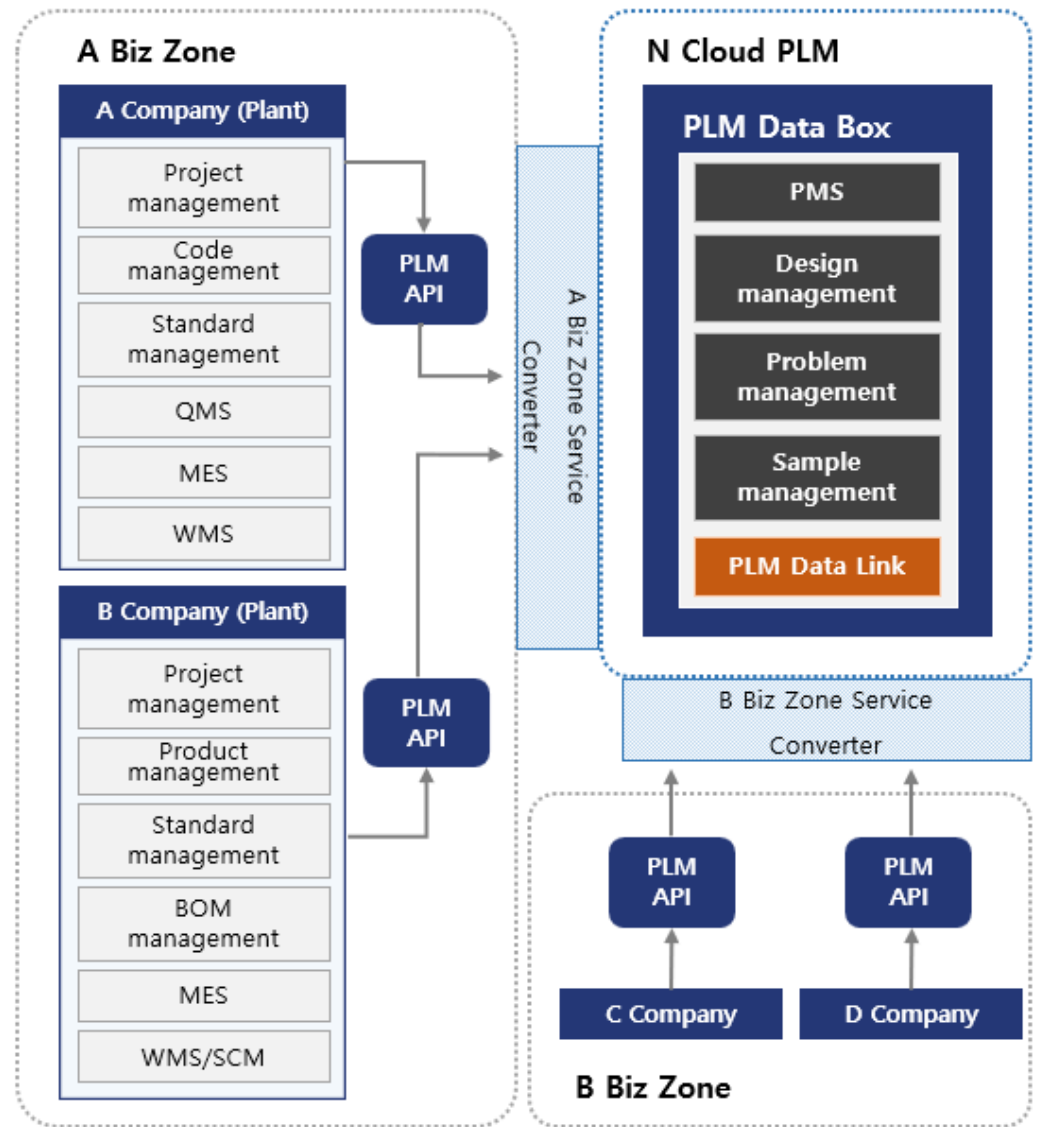 A Biz Zone
A Company (Plant)
Project
management
Code
management
Standard
management
QMS
MES
WMS
PLM
API
B Company (Plant)
Project
management
Product
management
Standard
management
BOM
management
MES
WMS/SCM
PLM
API
A Biz Zone Service
Converter
N Cloud PLM
PLM Data Box
PMS
Design
management
Problem
management
Sample
management
PLM Data Link
B Biz Zone Service
Converter
PLM
API
PLM
API
C Company
D Company
B Biz Zone